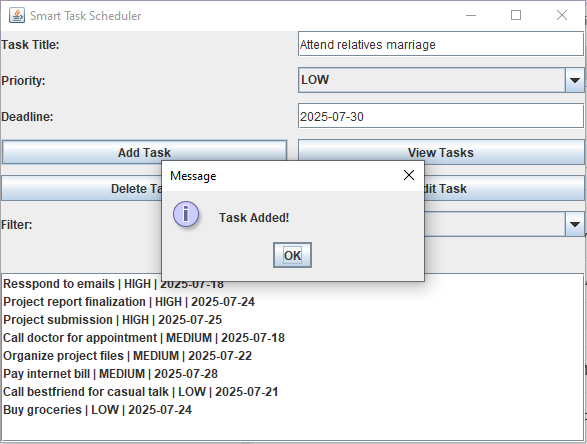 Smart Task Scheduler
Task Title:
Attend relatives marriage
Priority:
LOW
Deadline:
2025-07-30
Add Task
View Tasks
Delete
Task
Filter:
Message
Task Added!
OK
Resspond to emails | HIGH | 2025-07-18
Project report finalization | HIGH | 2025-07-24
Project submission | HIGH | 2025-07-25
Call doctor for appointment | MEDIUM | 2025-07-18
Organize project files | MEDIUM | 2025-07-22
Pay internet bill | MEDIUM | 2025-07-28
Call bestfriend for casual talk | LOW | 2025-07-21
Buy groceries | LOW | 2025-07-24